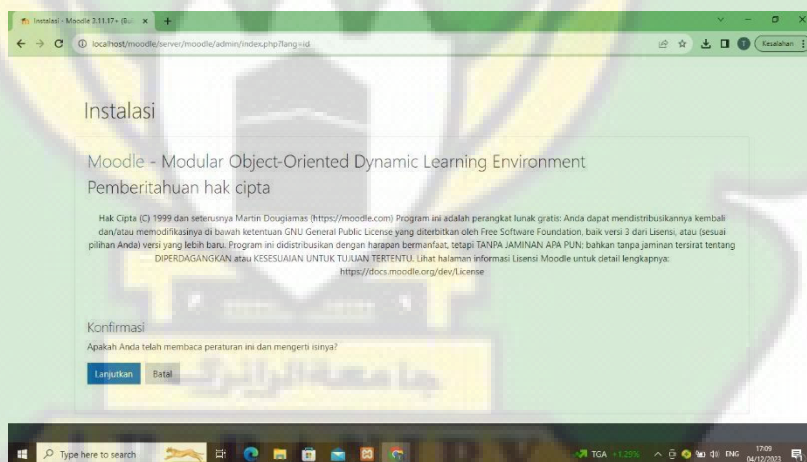 Instalasi - Moodle 3.11.17+ (Bui
localhost/moodle/server/moodle/admin/index.php?lang=id
Kesalahan
Instalasi
Moodle - Modular Object-Oriented Dynamic Learning Environment
Pemberitahuan hak cipta
Hak Cipta (C) 1999 dan seterusnya Martin Dougiamas (https://moodle.com) Program ini adalah perangkat lunak gratis: Anda dapat mendistribusikannya kembali
dan/atau memodifikasinya di bawah ketentuan GNU General Public License yang diterbitkan oleh Free Software Foundation, baik versi 3 dari Lisensi, atau (sesuai
pilihan Anda) versi yang lebih baru. Program ini didistribusikan dengan harapan bermanfaat, tetapi TANPA JAMINAN APA PUN; bahkan tanpa jaminan tersirat tentang
DIPERDAGANGKAN atau KESESUAIAN UNTUK TUJUAN TERTENTU. Lihat halaman informasi Lisensi Moodle untuk detail lengkapnya:
https://docs.moodle.org/dev/License
Konfirmasi
Apakah Anda telah membaca peraturan ini dan mengerti isinya?
Lanjutkan Batal
جامعة الرانري
Type here to search
TGA +1.25%
ENG
17:09
04/12/2023